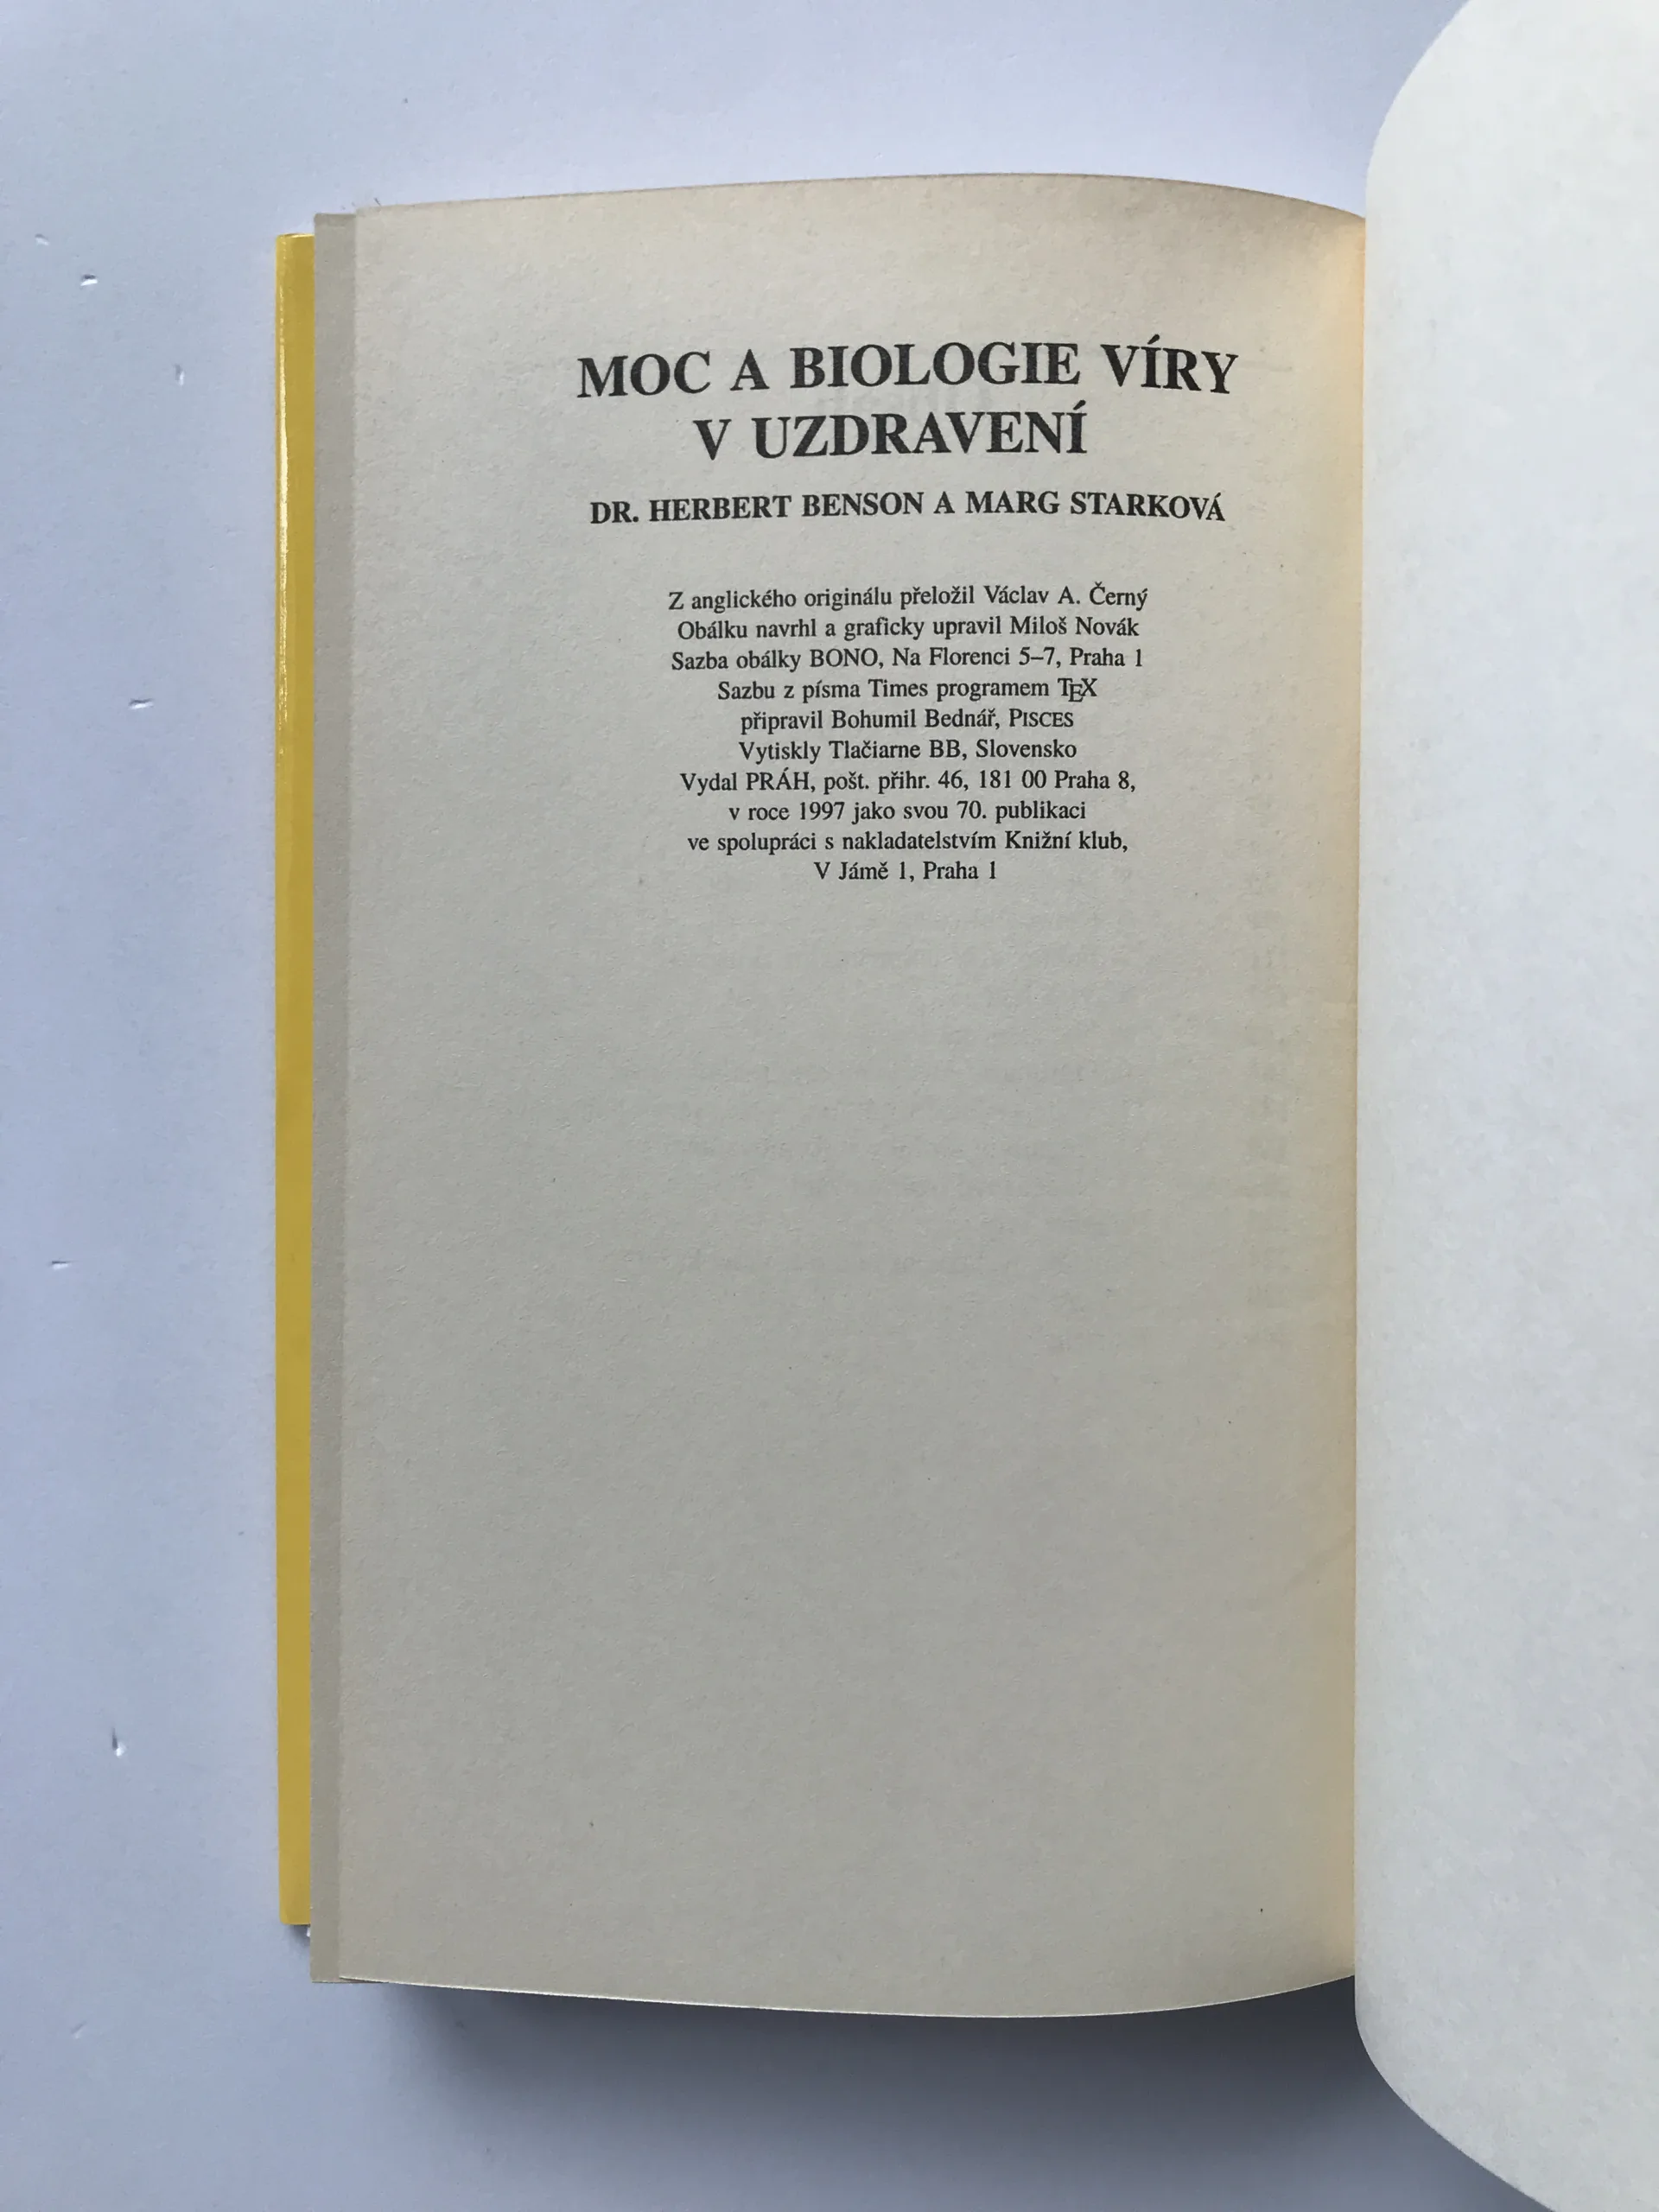 MOC A BIOLOGIE VÍRY
V UZDRAVENÍ
DR. HERBERT BENSON A MARG STARKOVÁ
Z anglického originálu přeložil Václav A. Černý
Obálku navrhl a graficky upravil Miloš Novák
Sazba obálky BONO, Na Florenci 5–7, Praha 1
Sazbu z písma Times programem TEX
připravil Bohumil Bednář, PISCES
Vytiskly Tlačiarne BB, Slovensko
Vydal PRÁH, pošt. přihr. 46, 181 00 Praha 8,
v roce 1997 jako svou 70. publikaci
ve spolupráci s nakladatelstvím Knižní klub,
V Jámě 1, Praha 1